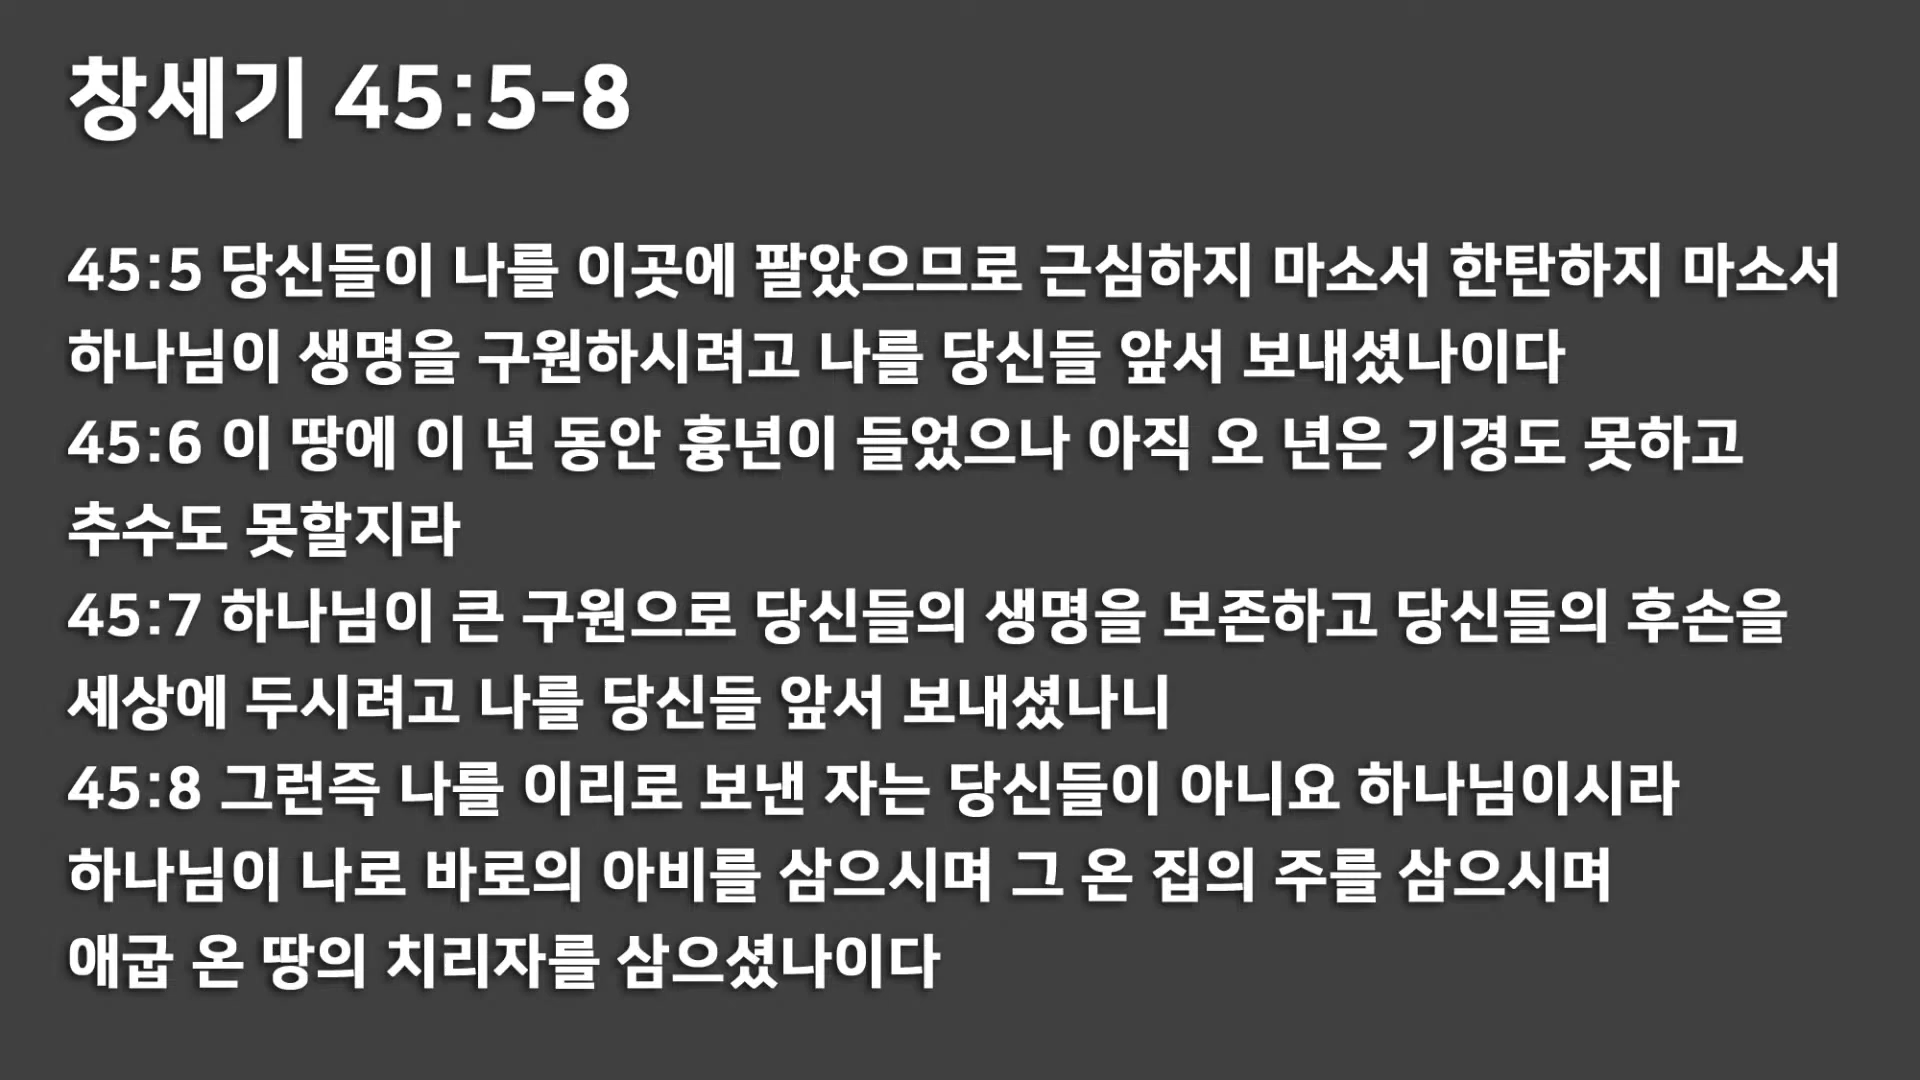 창세기 45:5-8
45:5 당신들이 나를 이곳에 팔았으므로 근심하지 마소서 한탄하지 마소서
하나님이 생명을 구원하시려고 나를 당신들 앞서 보내셨나이다
45:6 이 땅에 이 년 동안 흉년이 들었으나 아직 오 년은 기경도 못하고
추수도 못할지라
45:7 하나님이 큰 구원으로 당신들의 생명을 보존하고 당신들의 후손을
세상에 두시려고 나를 당신들 앞서 보내셨나니
45:8 그런즉 나를 이리로 보낸 자는 당신들이 아니요 하나님이시라
하나님이 나로 바로의 아비를 삼으시며 그 온 집의 주를 삼으시며
애굽 온 땅의 치리자를 삼으셨나이다